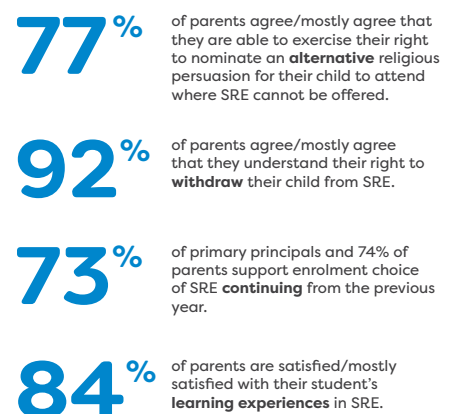 77%
of parents agree/mostly agree that
they are able to exercise their right
to nominate an alternative religious
persuasion for their child to attend
where SRE cannot be offered.
92%
of parents agree/mostly agree
that they understand their right to
withdraw their child from SRE.
73%
of primary principals and 74% of
parents support enrolment choice
of SRE continuing from the previous
year.
84%
of parents are satisfied/mostly
satisfied with their student's
learning experiences in SRE.